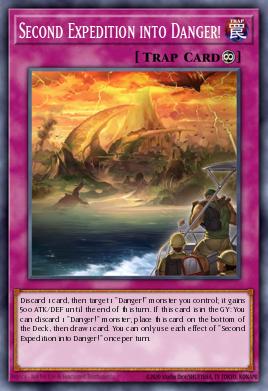 Second Expedition into Danger!
TRAP
[Trap Card ]
Discard 1 card, then target 1 "Danger!" monster you control; it gains
500 ATK/DEF until the end of this turn. If this card is in the GY: You
can discard 1 "Danger!" monster, place this card on the bottom of
the Deck, then draw 1 card. You can only use each effect of "Second
Expedition into Danger!" once per turn.